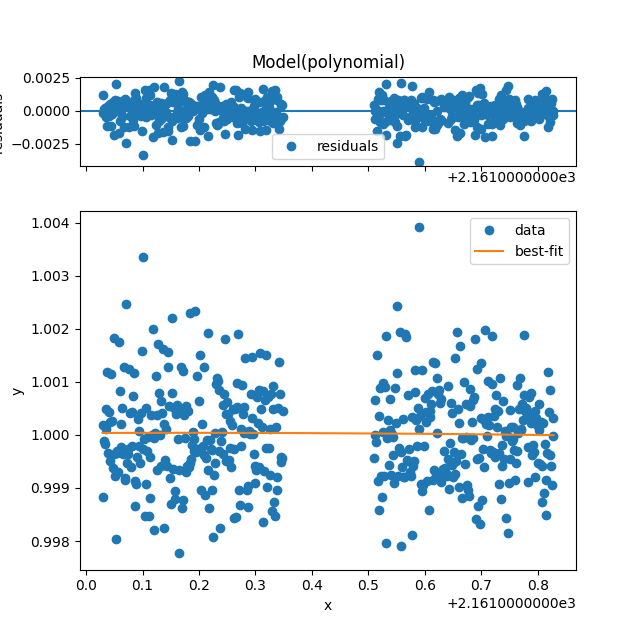 Model(polynomial)
0.0025
0.0000
−0.0025
residuals
+2.1610000000e3
1.004
1.003
1.002
1.001
1.000
0.999
0.998
y
data
best-fit
0.0 0.1 0.2 0.3 0.4 0.5 0.6 0.7 0.8
x
+2.1610000000e3